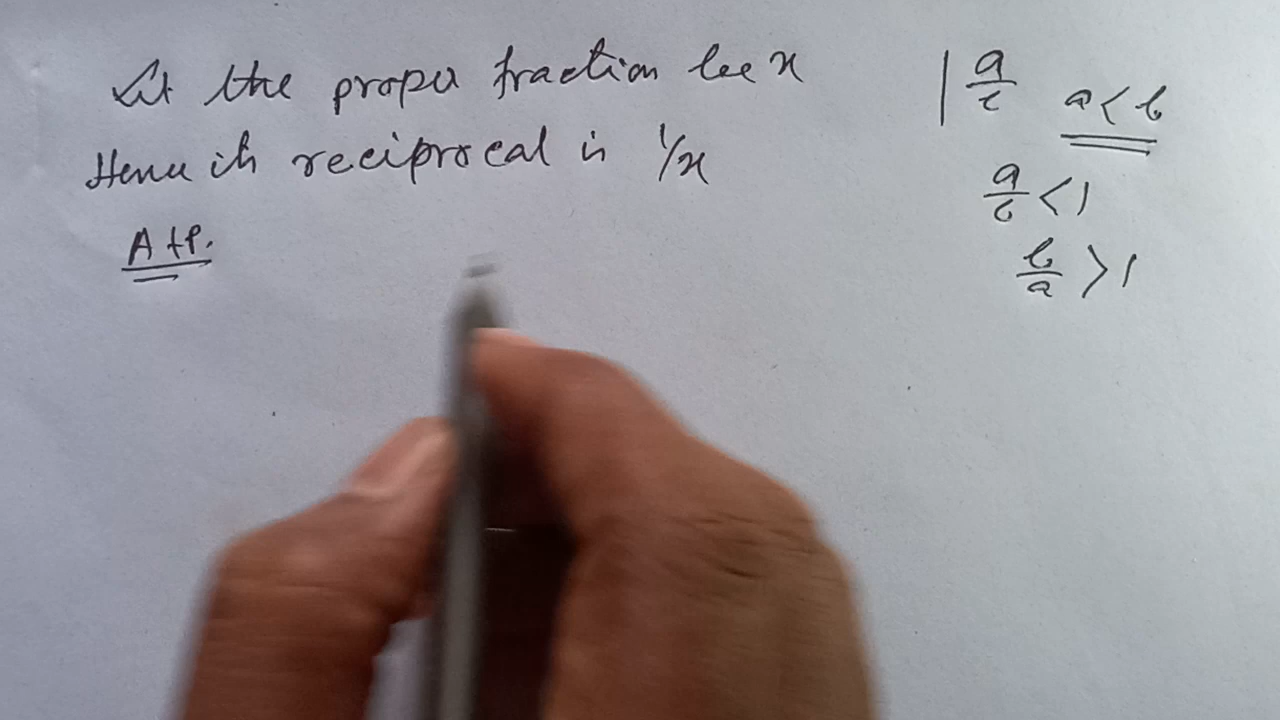 Let the proper fraction be x
Hence its reciprocal is 1/x
A+P.
a/b a<b
a/b <1
b/a >1